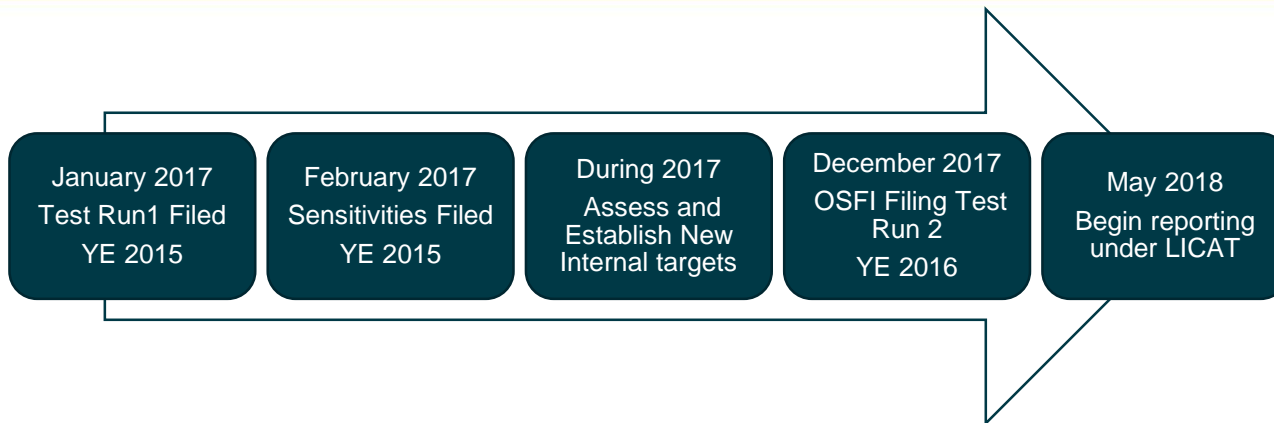 January 2017
Test Run1 Filed
YE 2015
February 2017
Sensitivities Filed
YE 2015
During 2017
Assess and
Establish New
Internal targets
December 2017
OSFI Filing Test
Run 2
YE 2016
May 2018
Begin reporting
under LICAT